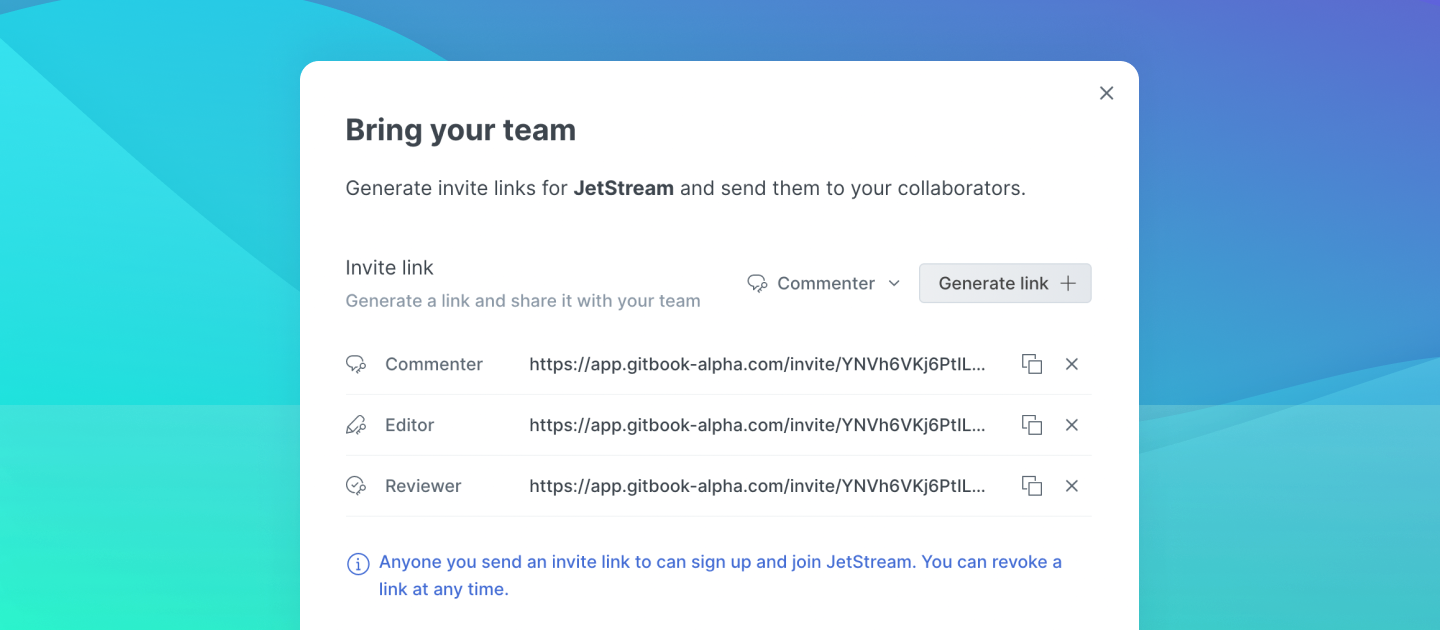 Bring your team
Generate invite links for JetStream and send them to your collaborators.
Invite link
Generate a link and share it with your team
Commenter
Generate link
Commenter https://app.gitbook-alpha.com/invite/YNVh6VKj6PtIL...
Editor https://app.gitbook-alpha.com/invite/YNVh6VKj6PtIL...
Reviewer https://app.gitbook-alpha.com/invite/YNVh6VKj6PtIL...
Anyone you send an invite link to can sign up and join JetStream. You can revoke a
link at any time.